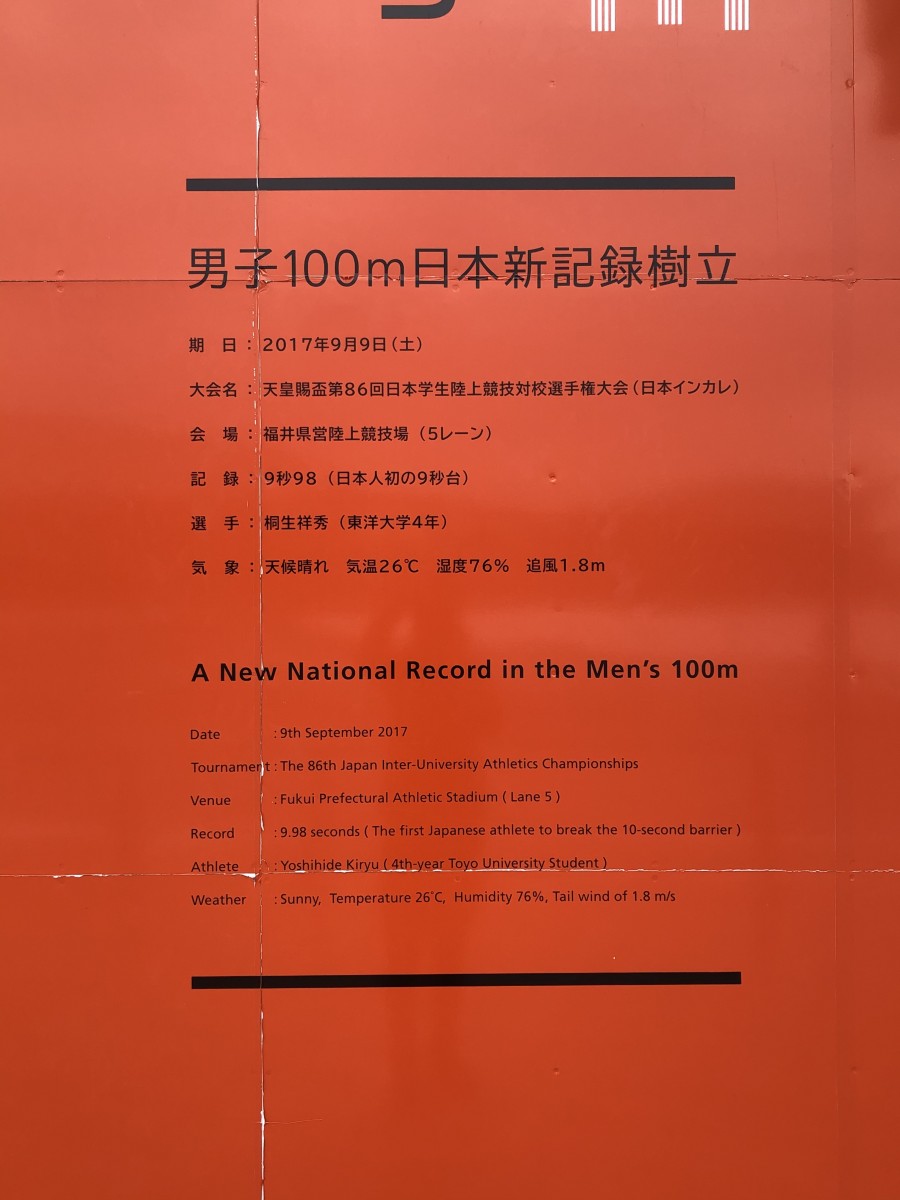 男子100m日本新記録樹立
期 日 : 2017年9月9日(土)
大会名 : 天皇賜盃第86回日本学生陸上競技対校選手権大会(日本インカレ)
会 場 : 福井県営陸上競技場 (5レーン)
記 録 : 9秒98 (日本人初の9秒台)
選 手 : 桐生祥秀 (東洋大学4年)
気 象 : 天候晴れ 気温26℃ 湿度76% 追風1.8m
A New National Record in the Men's 100m
Date : 9th September 2017
Tournament : The 86th Japan Inter-University Athletics Championships
Venue : Fukui Prefectural Athletic Stadium ( Lane 5 )
Record : 9.98 seconds ( The first Japanese athlete to break the 10-second barrier )
Athlete : Yoshihide Kiryu ( 4th-year Toyo University Student )
Weather : Sunny, Temperature 26℃, Humidity 76%, Tail wind of 1.8 m/s